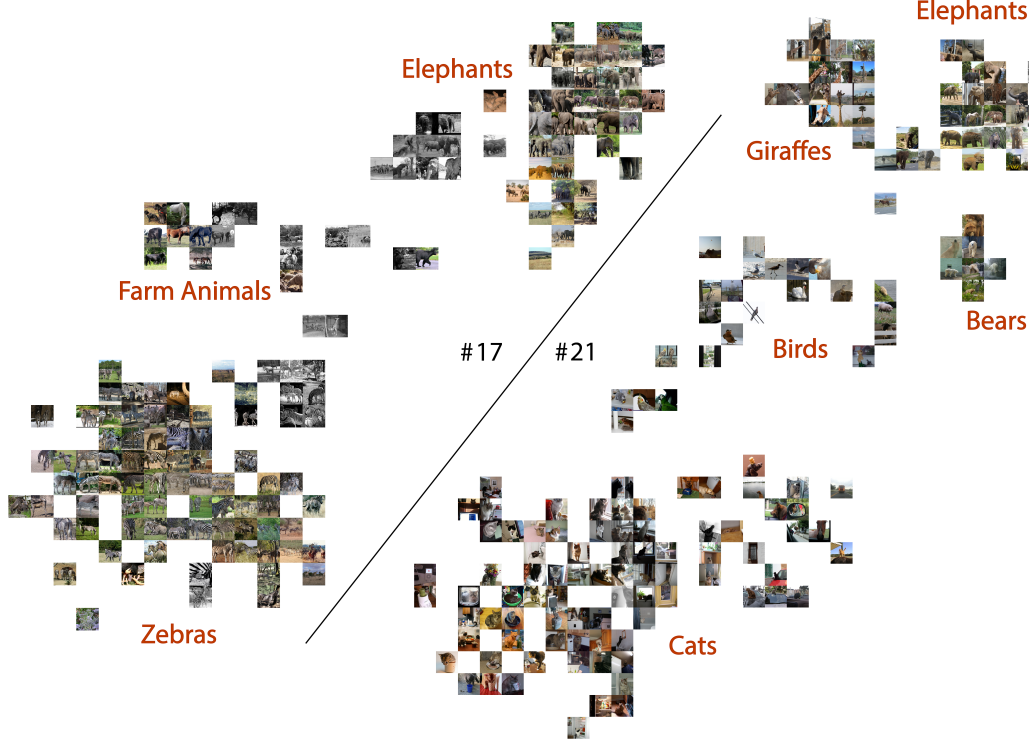 Elephants
Elephants
Giraffes
Farm Animals
Bears
#17
#21
Birds
Zebras
Cats